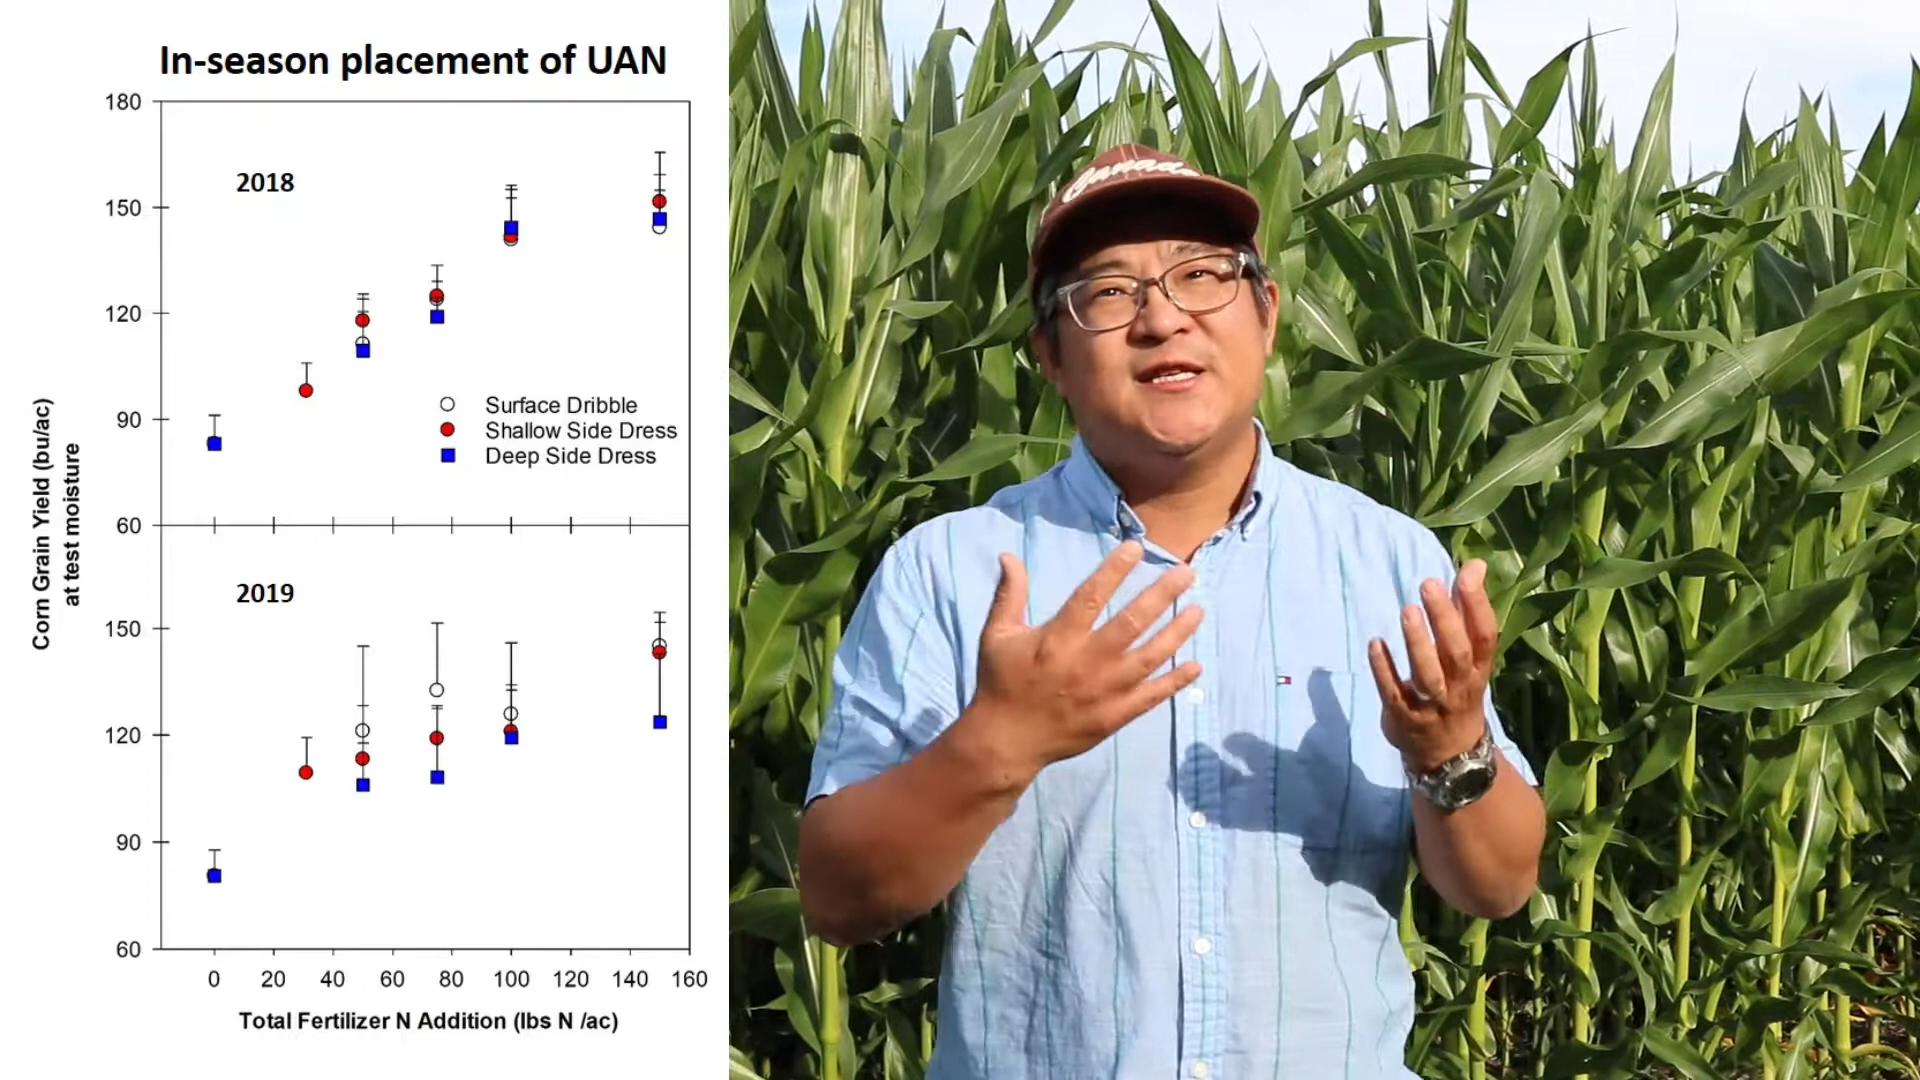 In-season placement of UAN
180
2018
150
120
Surface Dribble
Shallow Side Dress
Deep Side Dress
90
60
Corn Grain Yield (bu/ac)
at test moisture
2019
150
120
90
60
0 20 40 60 80 100 120 140 160
Total Fertilizer N Addition (lbs N /ac)
Canada